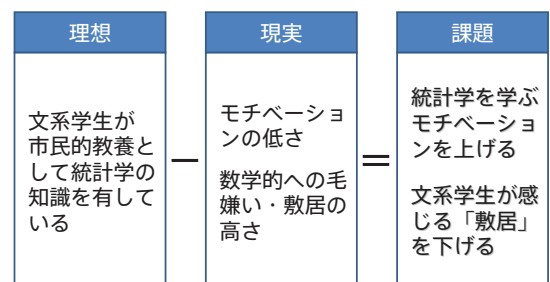 理想
文系学生が
市民的教養と
して統計学の
知識を有して
いる
−
現実
モチベーショ
ンの低さ
数学的への毛
嫌い・敷居の
高さ
=
課題
統計学を学ぶ
モチベーショ
ンを上げる
文系学生が感
じる「敷居」
を下げる